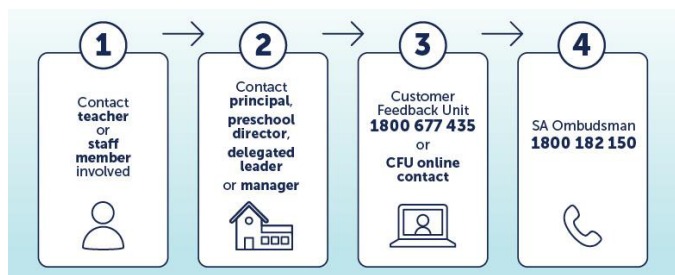 1
Contact
teacher
or
staff
member
involved
2
Contact
principal,
preschool
director,
delegated
leader
or manager
3
Customer
Feedback Unit
1800 677 435
or
CFU online
contact
4
SA Ombudsman
1800 182 150